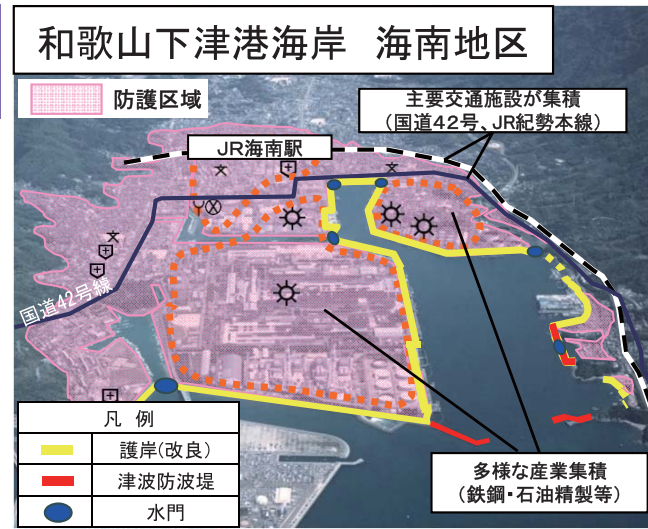 和歌山下津港海岸　海南地区
防護区域
主要交通施設が集積
(国道42号、JR紀勢本線)
JR海南駅
国道42号線
凡 例
護岸(改良)
津波防波堤
水門
多様な産業集積
(鉄鋼・石油精製等)